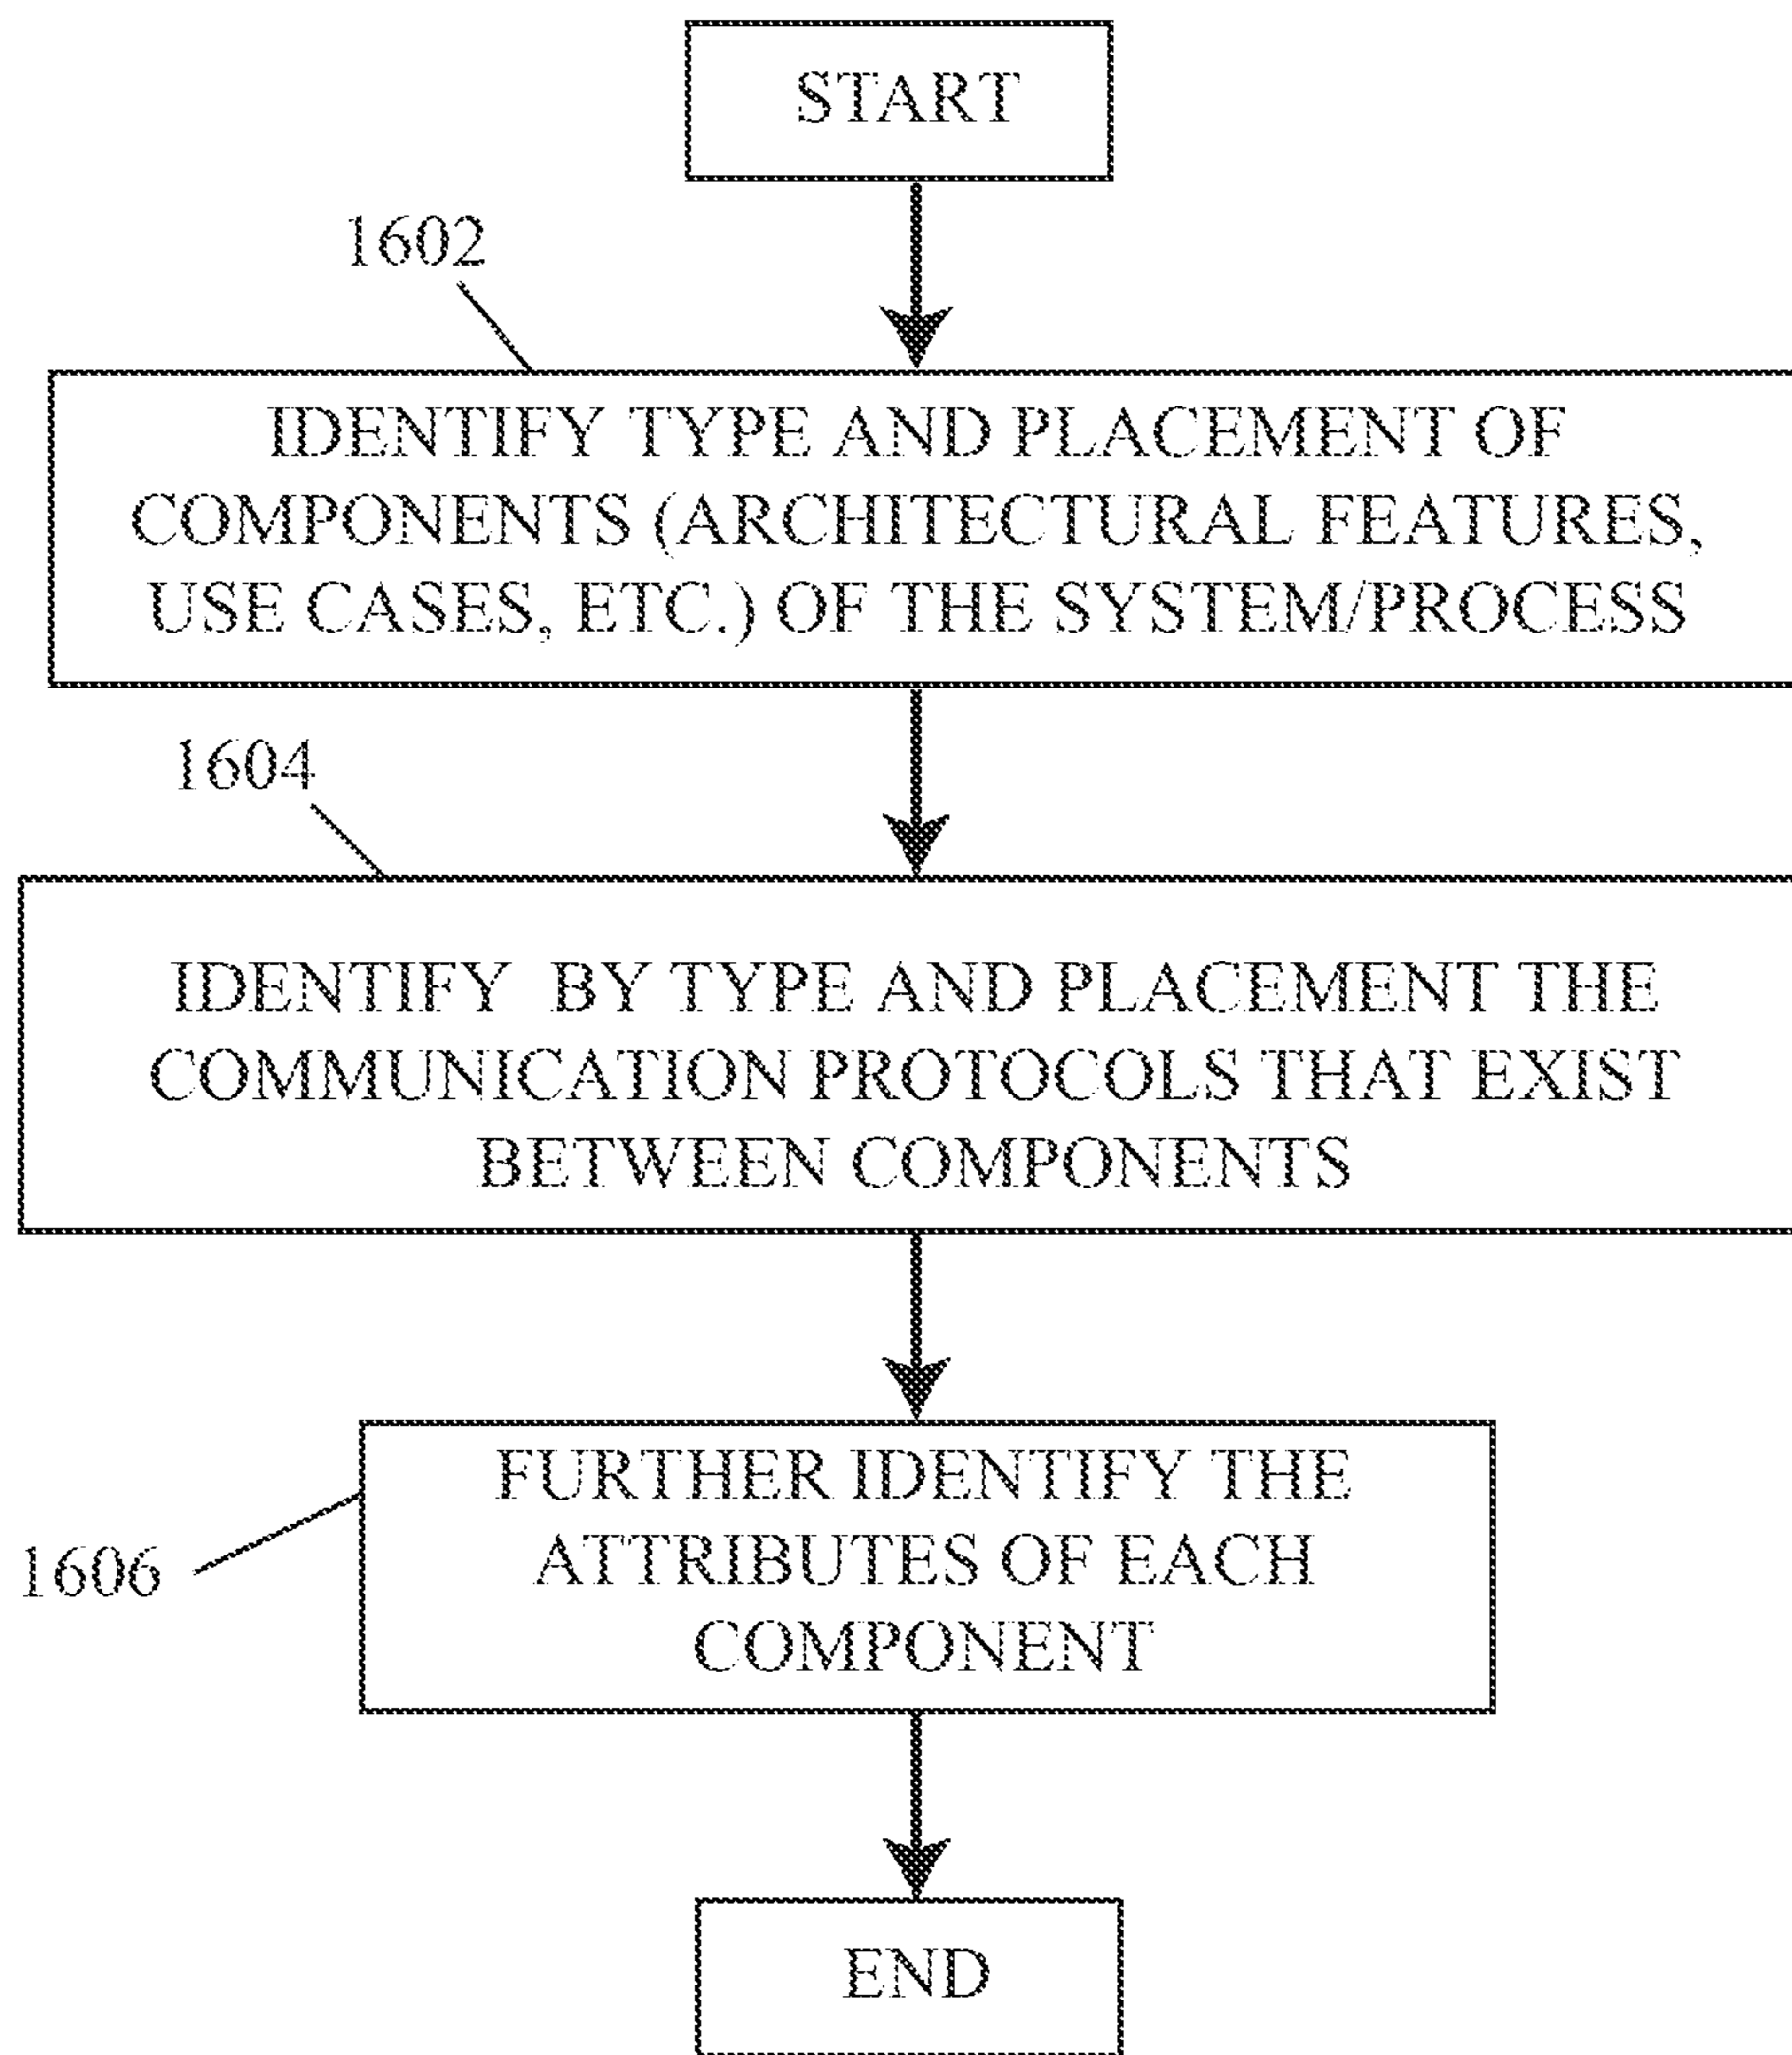 START
1602
IDENTIFY TYPE AND PLACEMENT OF
COMPONENTS (ARCHITECTURAL FEATURES,
USE CASES, ETC.) OF THE SYSTEM/PROCESS
1604
IDENTIFY BY TYPE AND PLACEMENT THE
COMMUNICATION PROTOCOLS THAT EXIST
BETWEEN COMPONENTS
FURTHER IDENTIFY THE
ATTRIBUTES OF EACH
COMPONENT
1606
END